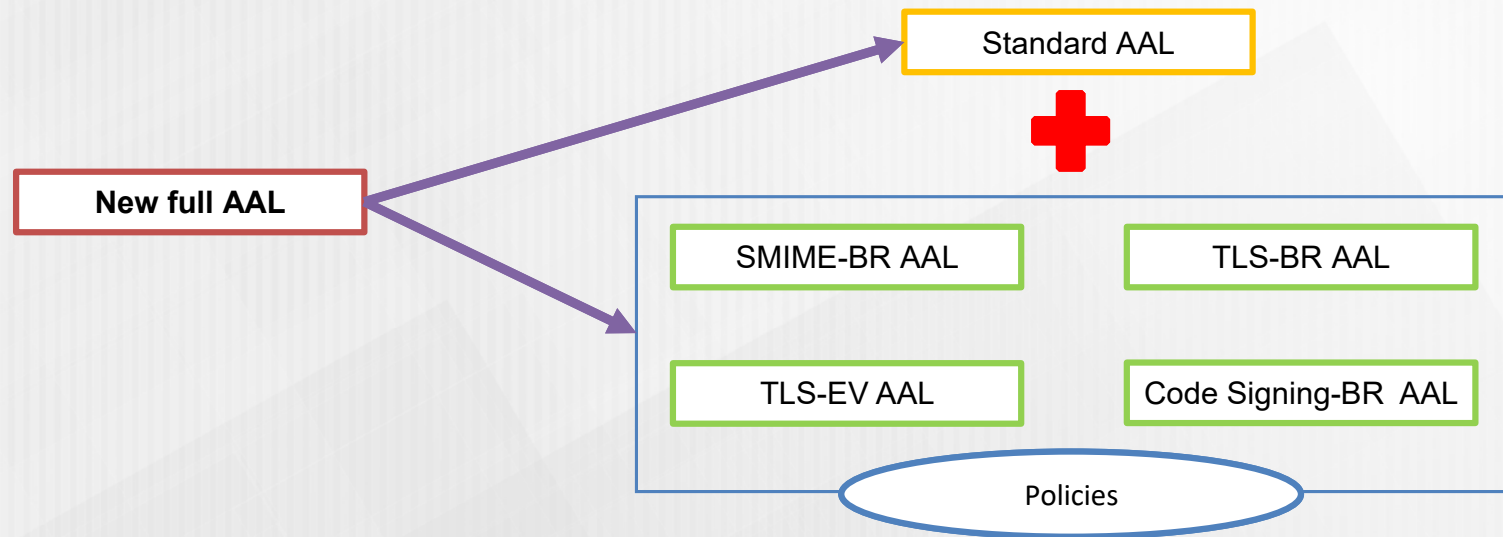 Standard AAL
New full AAL
SMIME-BR AAL
TLS-BR AAL
TLS-EV AAL
Code Signing-BR  AAL
Policies